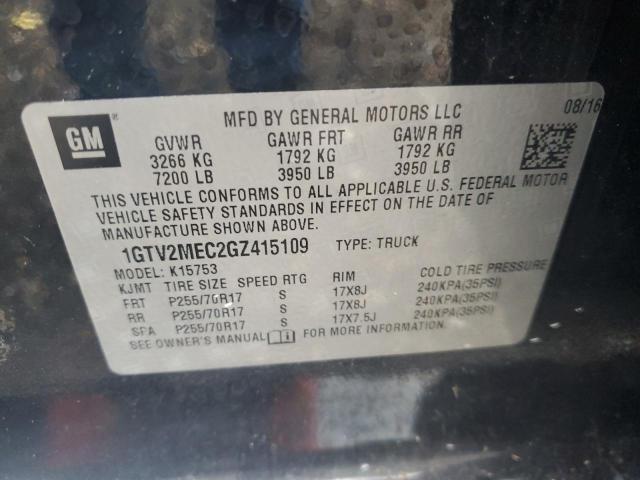 MFD BY GENERAL MOTORS LLC 08/16
GM
GVWR GAWR FRT GAWR RR
3266 KG 1792 KG 1792 KG
7200 LB 3950 LB 3950 LB
THIS VEHICLE CONFORMS TO ALL APPLICABLE U.S. FEDERAL MOTOR
VEHICLE SAFETY STANDARDS IN EFFECT ON THE DATE OF
MANUFACTURE SHOWN ABOVE.
1GTV2MEC2GZ415109 TYPE: TRUCK
MODEL: K15753
KJMT TIRE SIZE SPEED RTG RIM COLD TIRE PRESSURE
FRT P255/70R17 S 17X8J 240KPA(35PSI)
RR P255/70R17 S 17X8J 240KPA(35PSI)
SPA P255/70R17 S 17X7.5J 240KPA(35PSI)
SEE OWNER'S MANUAL FOR MORE INFORMATION.